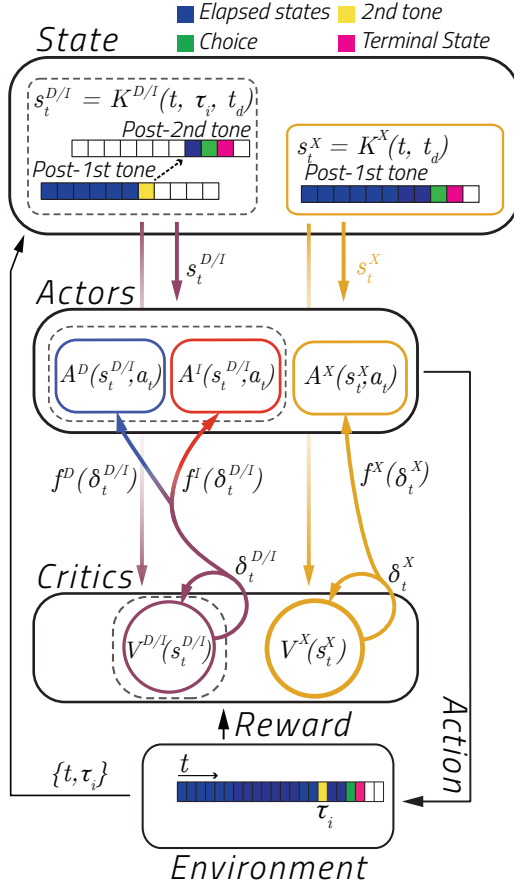 Elapsed states
2nd tone
Choice
Terminal State
State
s_t^{D/I} = K^{D/I}(t, τ_i, t_d)
Post-2nd tone
Post-1st tone
s_t^X = K^X(t, t_d)
Post-1st tone
s_t^{D/I}
s_t^X
Actors
A^D(s_t^{D/I},a_t)
A^I(s_t^{D/I},a_t)
A^X(s_t^X,a_t)
f^D(δ_t^{D/I})
f^I(δ_t^{D/I})
f^X(δ_t^X)
δ_t^{D/I}
δ_t^X
Critics
V^{D/I}(s_t^{D/I})
V^X(s_t^X)
Reward
Action
{t,τ_i}
t
τ_i
Environment